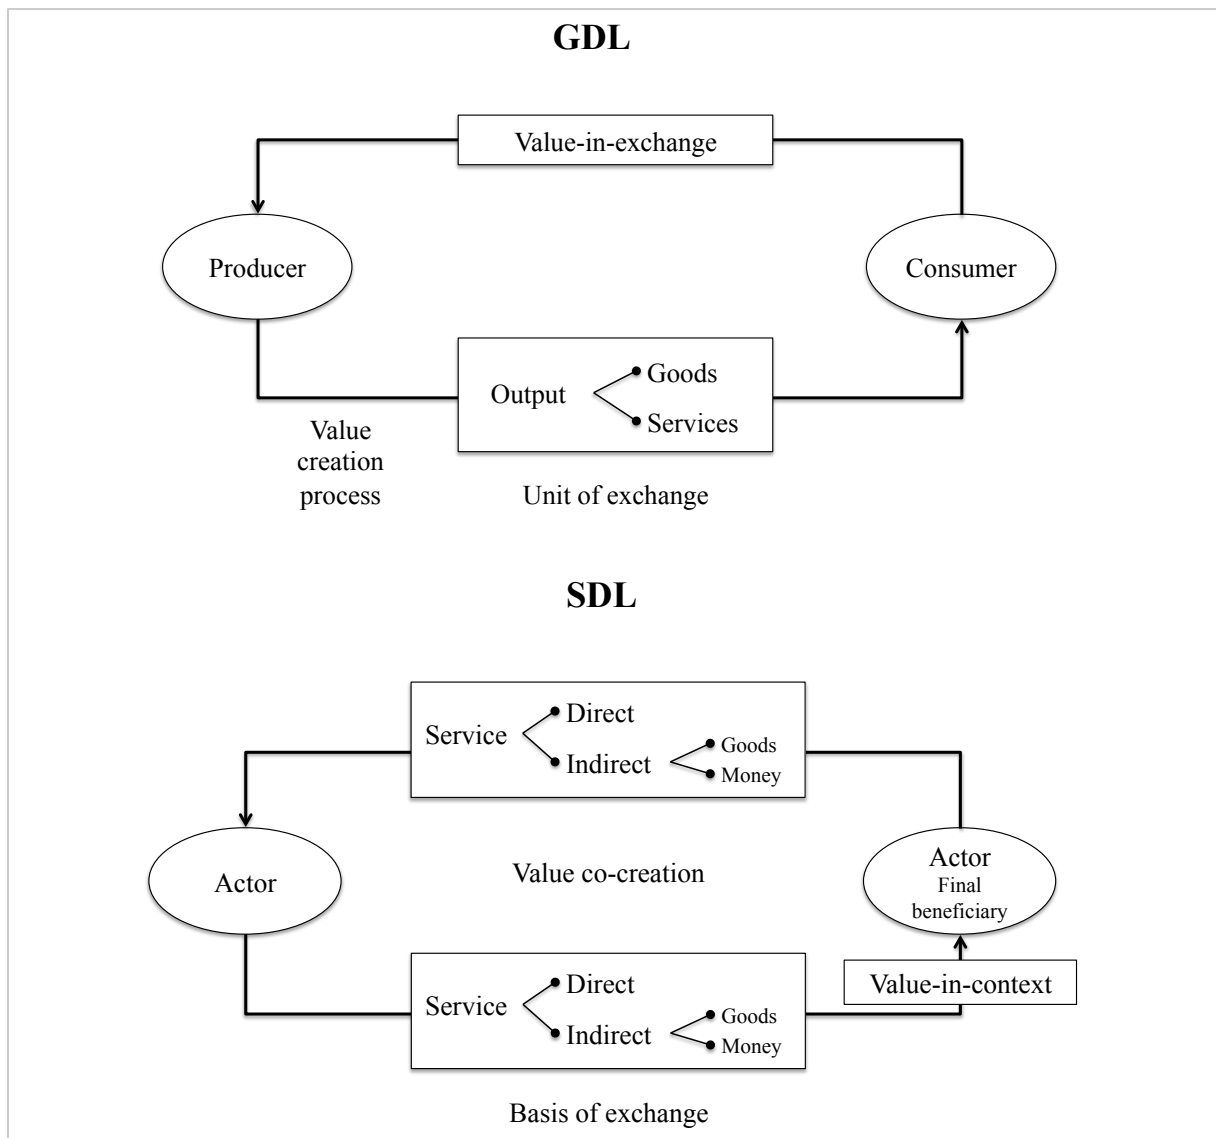 GDL
Value-in-exchange
Producer
Consumer
Output
Goods
Services
Value
creation
process
Unit of exchange
SDL
Service
Direct
Indirect
Goods
Money
Actor
Value co-creation
Actor
Final
beneficiary
Value-in-context
Service
Direct
Indirect
Goods
Money
Basis of exchange